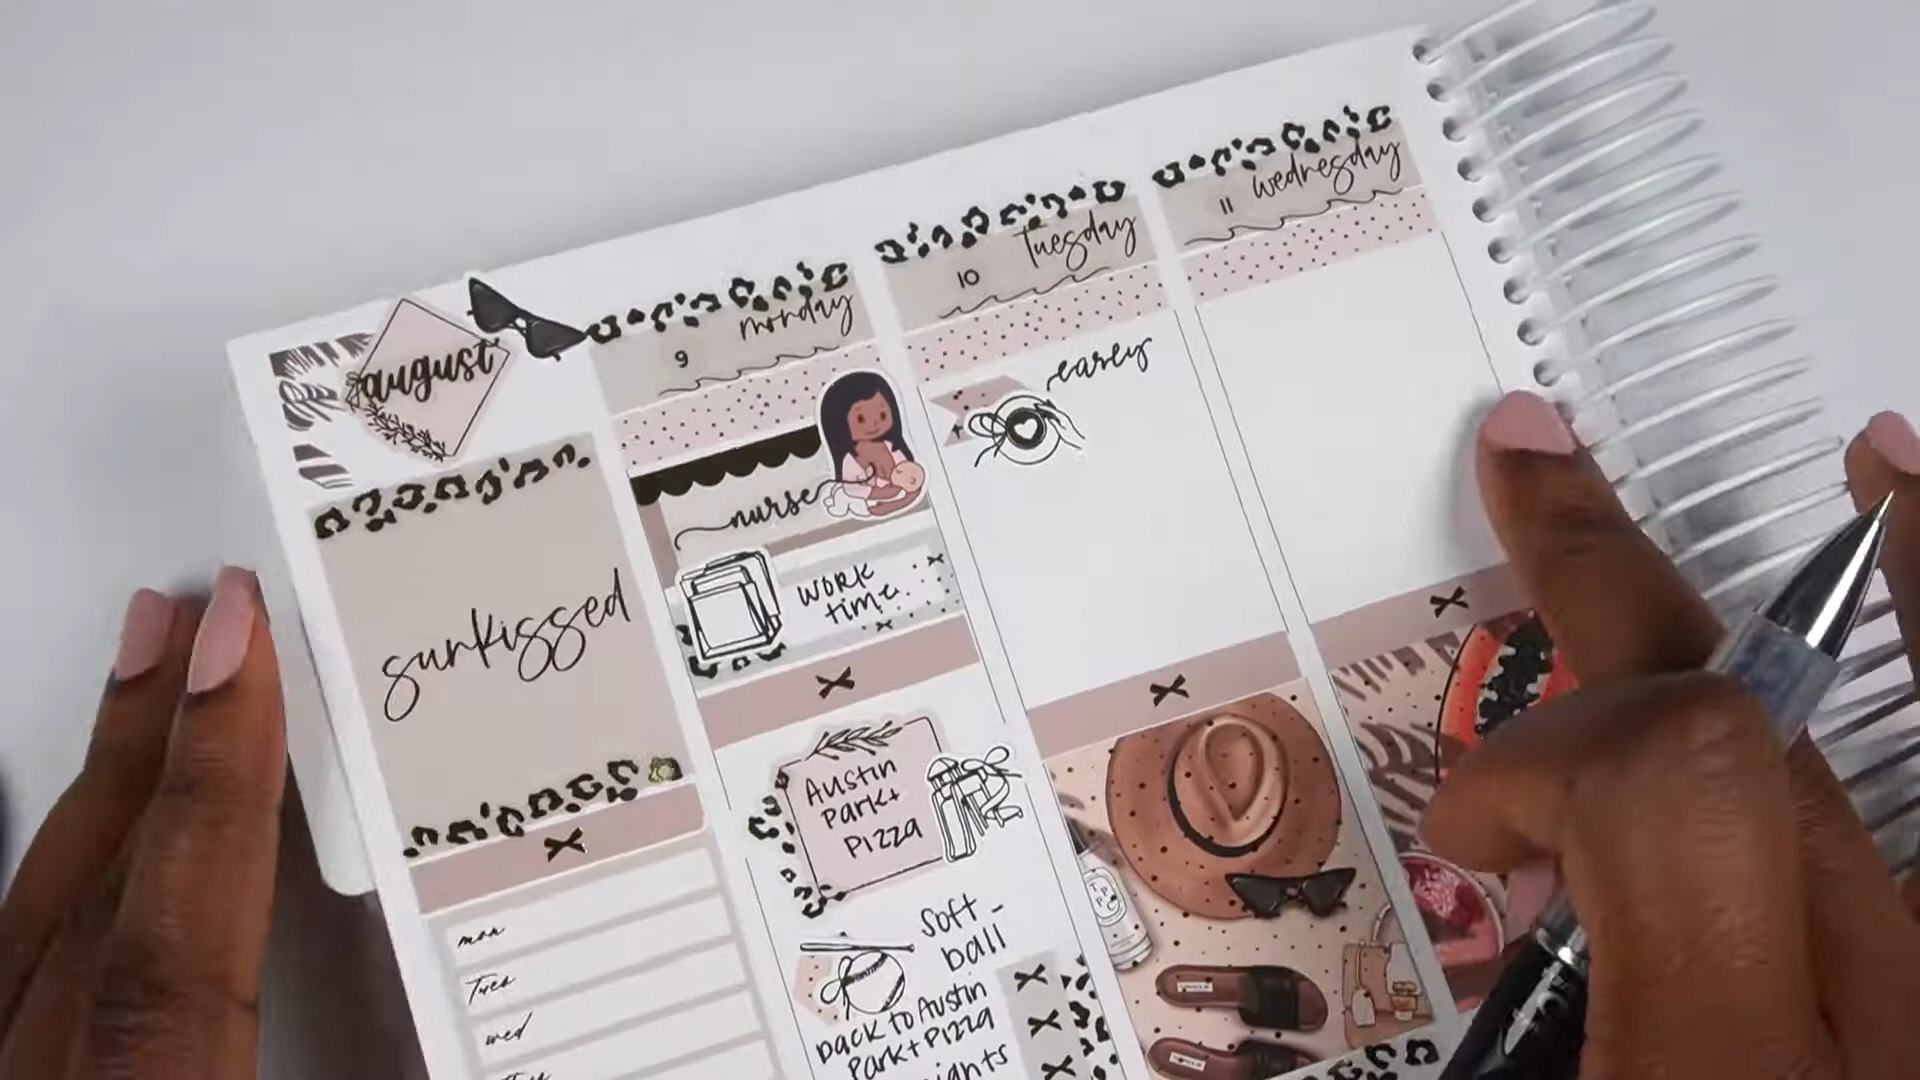 august
sunkissed
mon
Tues
wed
9 monday
nurse
work
time
Austin
Park+
Pizza
Soft-
ball
back to Austin
Park+ Pizza
10 Tuesday
11 wednesday